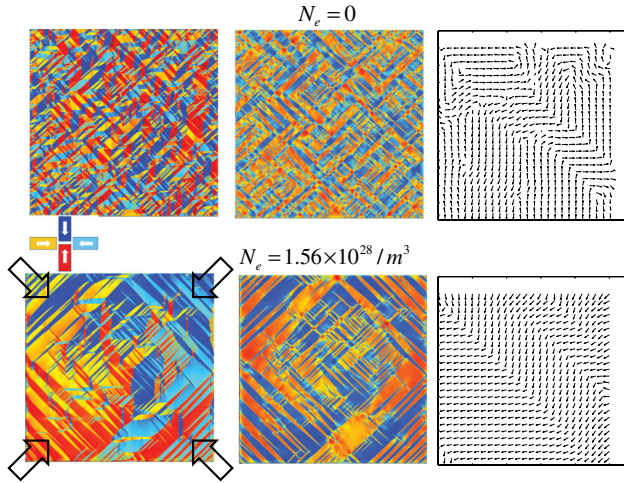 N_e = 0
N_e = 1.56×10^28 / m^3